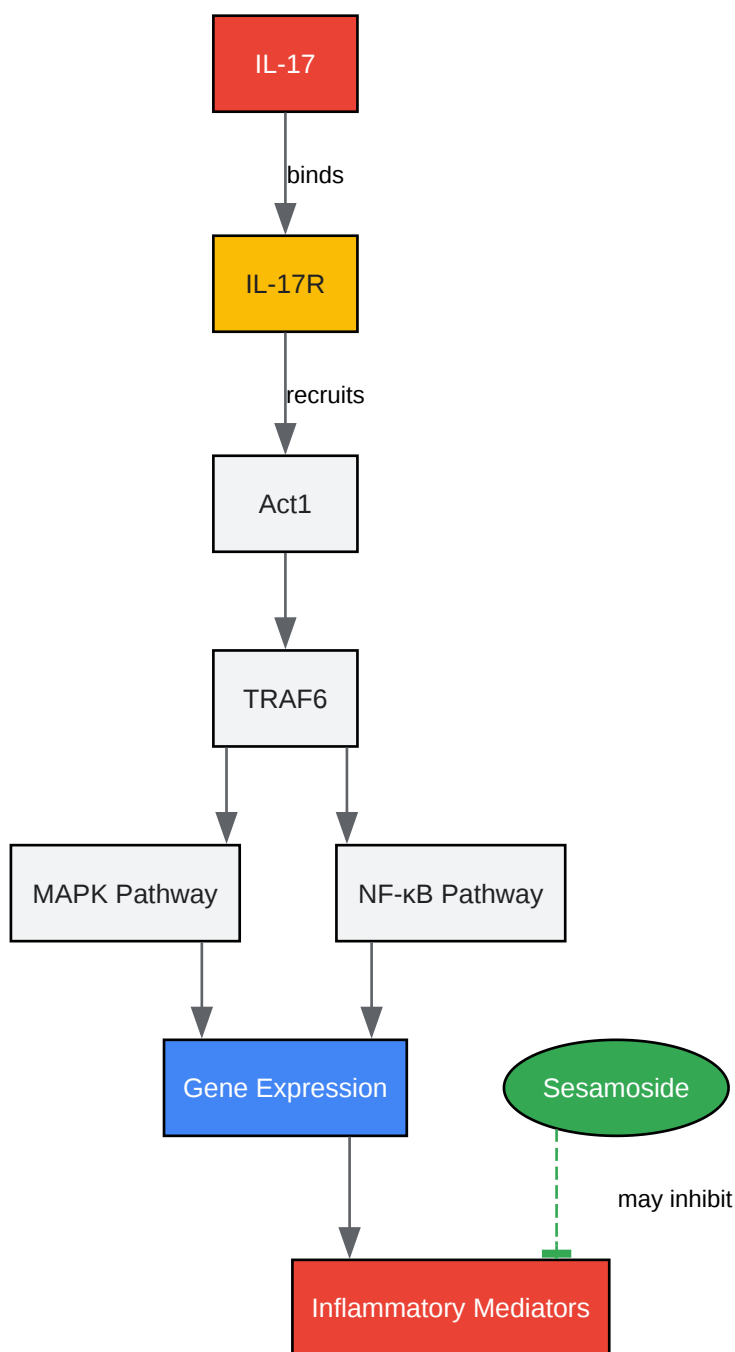 IL-17
binds
IL-17R
recruits
Act1
TRAF6
MAPK Pathway
NF-κB Pathway
Gene Expression
Sesamoside
may inhibit
Inflammatory Mediators